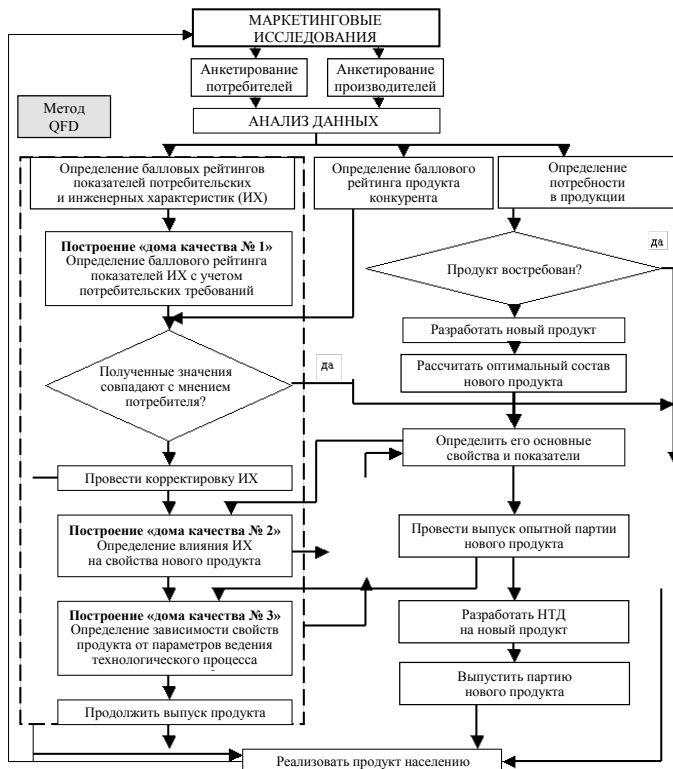 МАРКЕТИНГОВЫЕ
ИССЛЕДОВАНИЯ
Анкетирование
потребителей
Анкетирование
производителей
Метод
QFD
АНАЛИЗ ДАННЫХ
Определение балловых рейтингов
показателей потребительских
и инженерных характеристик (ИХ)
Определение баллового
рейтинга продукта
конкурента
Определение
потребности
в продукции
Построение «дома качества № 1»
Определение баллового рейтинга
показателей ИХ с учетом
потребительских требований
да
Продукт востребован?
Разработать новый продукт
Полученные значения
совпадают с мнением
потребителя?
да
Рассчитать оптимальный состав
нового продукта
Определить его основные
свойства и показатели
Провести корректировку ИХ
Построение «дома качества № 2»
Определение влияния ИХ
на свойства нового продукта
Провести выпуск опытной партии
нового продукта
Построение «дома качества № 3»
Определение зависимости свойств
продукта от параметров ведения
технологического процесса
Разработать НТД
на новый продукт
Выпустить партию
нового продукта
Продолжить выпуск продукта
Реализовать продукт населению